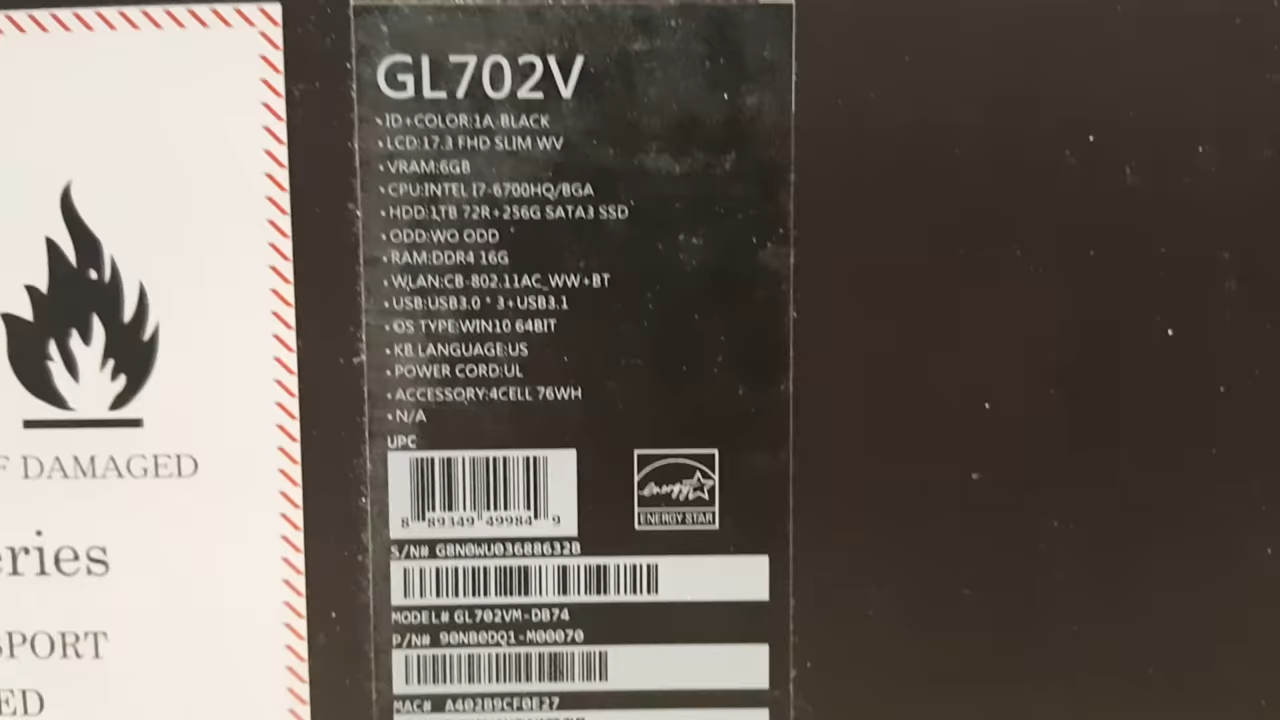 F DAMAGED
eries
SPORT
ED
GL702V
•ID+COLOR:1A-BLACK
•LCD:17.3 FHD SLIM WV
•VRAM:6GB
•CPU:INTEL I7-6700HQ/BGA
•HDD:1TB 72R+256G SATA3 SSD
•ODD:WO ODD
•RAM:DDR4 16G
•WLAN:CB-802.11AC_WW+BT
•USB:USB3.0 * 3+USB3.1
•OS TYPE:WIN10 64BIT
•KB LANGUAGE:US
•POWER CORD:UL
•ACCESSORY:4CELL 76WH
•N/A
UPC
8 89349 49984 9
energy
ENERGY STAR
S/N# GBN0WU03688632B
MODEL# GL702VM-DB74
P/N# 90NB0DQ1-M00070
MAC# A402B9CF0E27